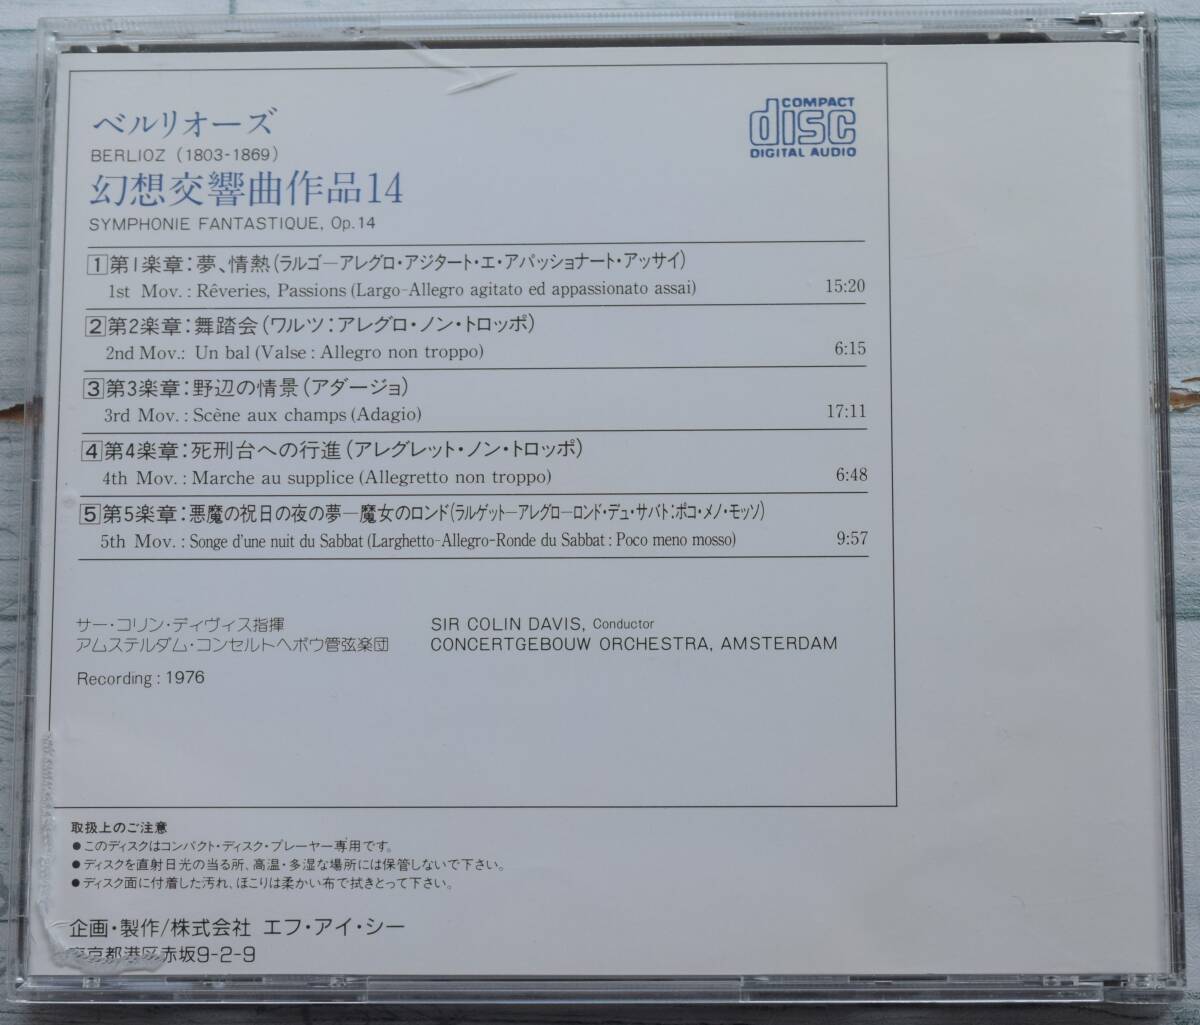 ベルリオーズ
BERLIOZ (1803-1869)
幻想交響曲作品14
SYMPHONIE FANTASTIQUE, Op.14
COMPACT
disc
DIGITAL AUDIO
1 第1楽章：夢、情熱（ラルゴ—アレグロ・アジタート・エ・アパッショナート・アッサイ）
1st Mov. : Rêveries, Passions (Largo-Allegro agitato ed appassionato assai) 15:20
2 第2楽章：舞踏会（ワルツ：アレグロ・ノン・トロッポ）
2nd Mov.: Un bal (Valse : Allegro non troppo) 6:15
3 第3楽章：野辺の情景（アダージョ）
3rd Mov. : Scène aux champs (Adagio) 17:11
4 第4楽章：死刑台への行進（アレグレット・ノン・トロッポ）
4th Mov. : Marche au supplice (Allegretto non troppo) 6:48
5 第5楽章：悪魔の祝日の夜の夢—魔女のロンド（ラルゲット—アレグロ—ロンド・デュ・サバト：ポコ・メノ・モッソ）
5th Mov. : Songe d'une nuit du Sabbat (Larghetto-Allegro-Ronde du Sabbat : Poco meno mosso) 9:57
サー・コリン・ディヴィス指揮 SIR COLIN DAVIS, Conductor
アムステルダム・コンセルトヘボウ管弦楽団 CONCERTGEBOUW ORCHESTRA, AMSTERDAM
Recording : 1976
取扱上のご注意
●このディスクはコンパクト・ディスク・プレーヤー専用です。
●ディスクを直射日光の当る所、高温・多湿な場所には保管しないで下さい。
●ディスク面に付着した汚れ、ほこりは柔かい布で拭きとって下さい。
企画・製作/株式会社 エフ・アイ・シー
東京都港区赤坂9-2-9